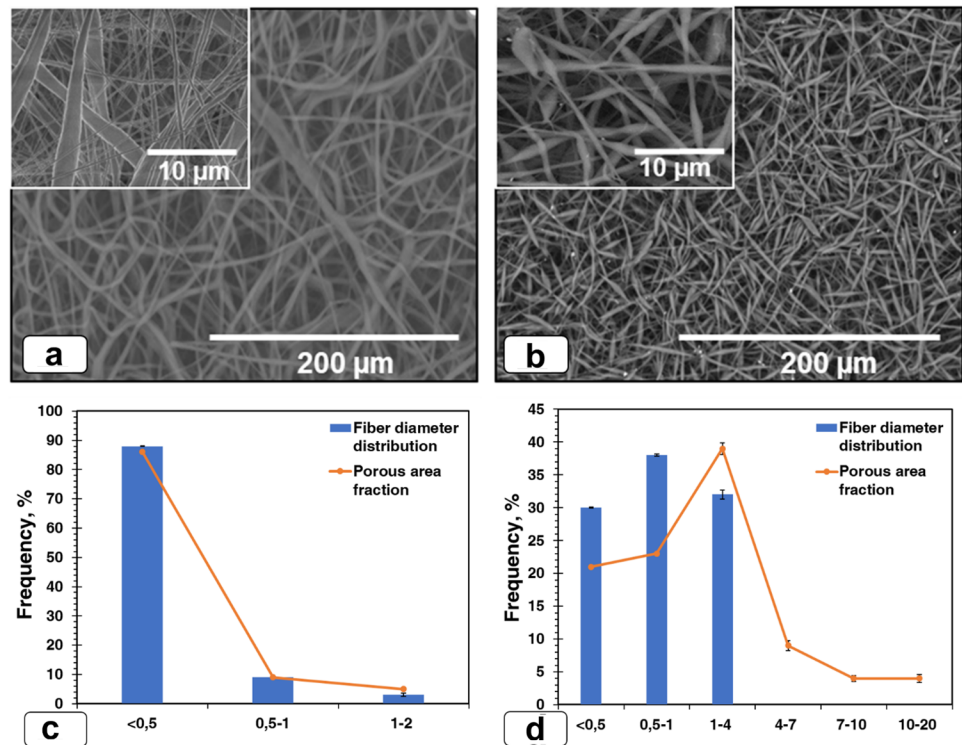 10 µm
200 µm
a
10 µm
200 µm
b
Frequency, %
100
90
80
70
60
50
40
30
20
10
0
Fiber diameter
distribution
Porous area
fraction
<0,5
0,5-1
1-2
c
Frequency, %
45
40
35
30
25
20
15
10
5
0
Fiber diameter
distribution
Porous area
fraction
<0,5
0,5-1
1-4
4-7
7-10
10-20
d